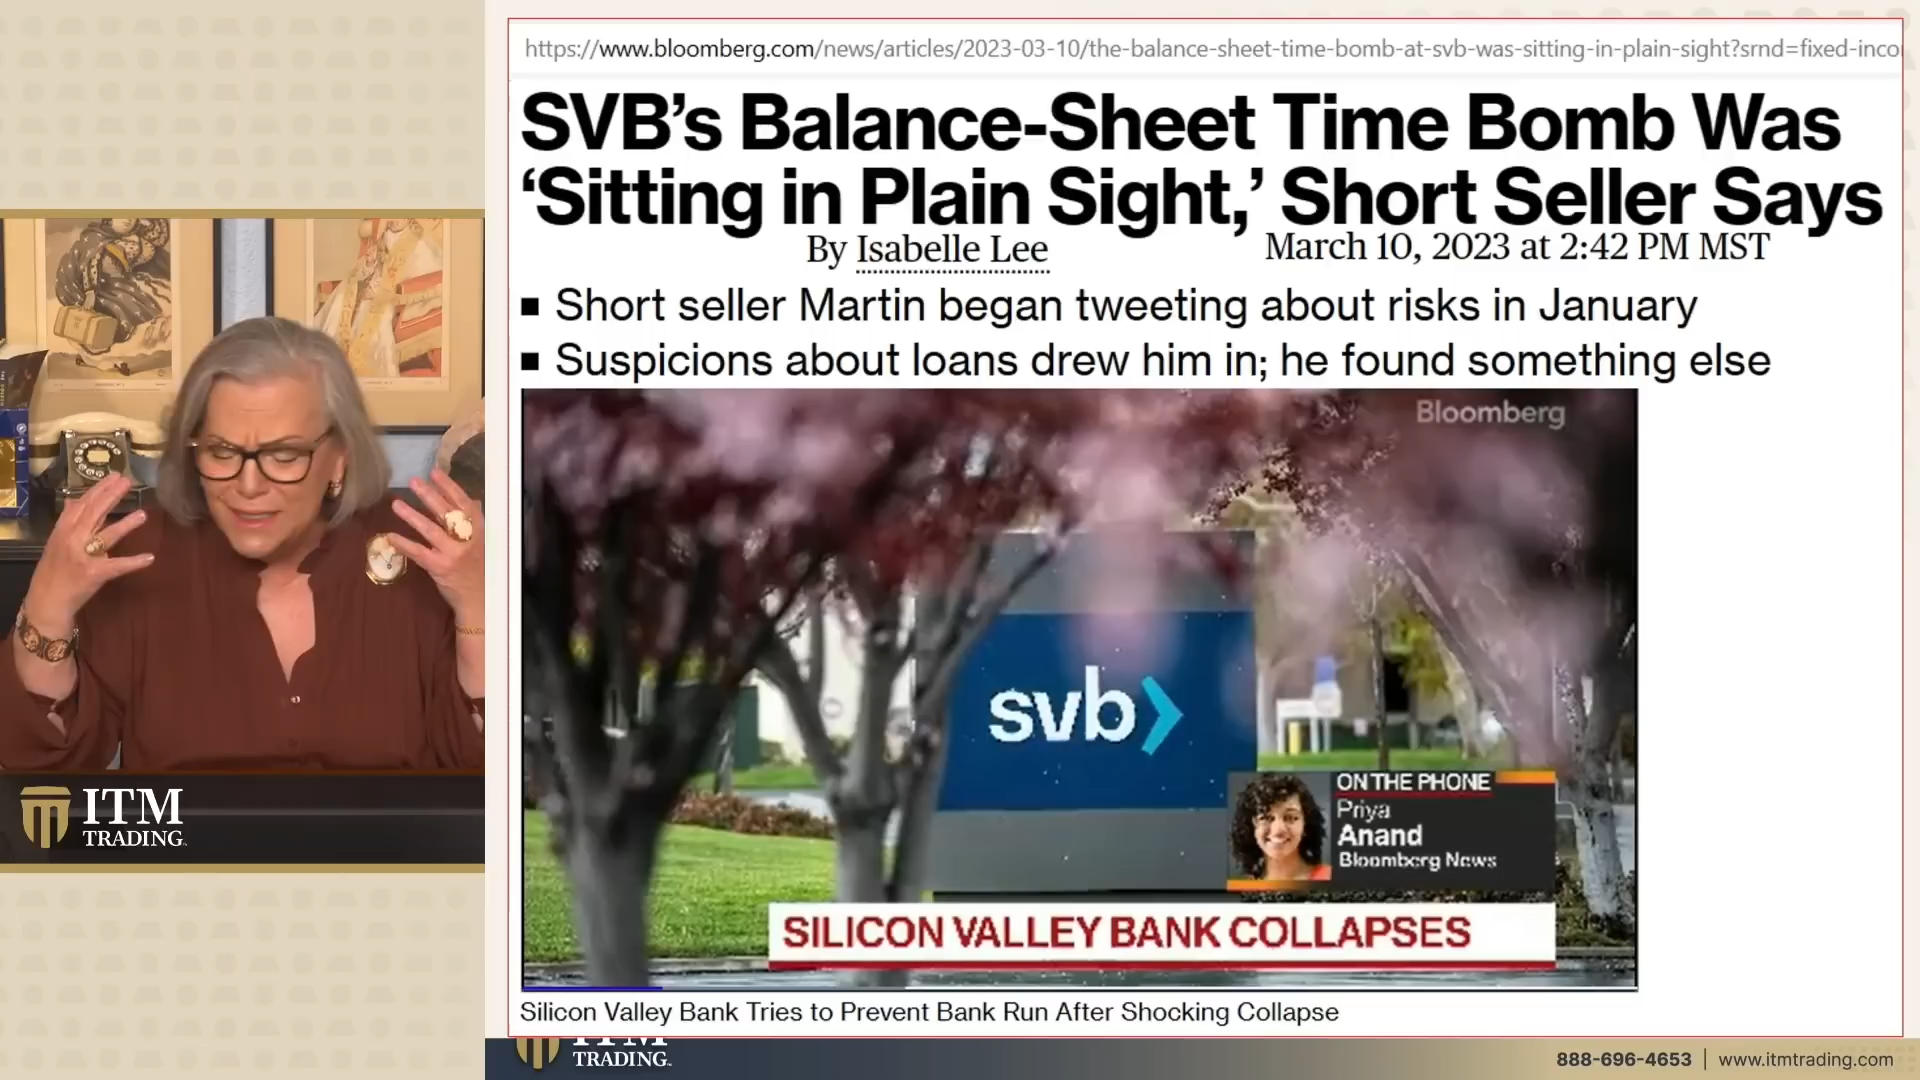 https://www.bloomberg.com/news/articles/2023-03-10/the-balance-sheet-time-bomb-at-svb-was-sitting-in-plain-sight?srnd=fixed-inco
SVB’s Balance-Sheet Time Bomb Was
‘Sitting in Plain Sight,’ Short Seller Says
By Isabelle Lee
March 10, 2023 at 2:42 PM MST
▪ Short seller Martin began tweeting about risks in January
▪ Suspicions about loans drew him in; he found something else
Bloomberg
svb
ON THE PHONE
Priya
Anand
Bloomberg News
SILICON VALLEY BANK COLLAPSES
Silicon Valley Bank Tries to Prevent Bank Run After Shocking Collapse
ITM
TRADING
ITM
TRADING
888-696-4653 | www.itmtrading.com